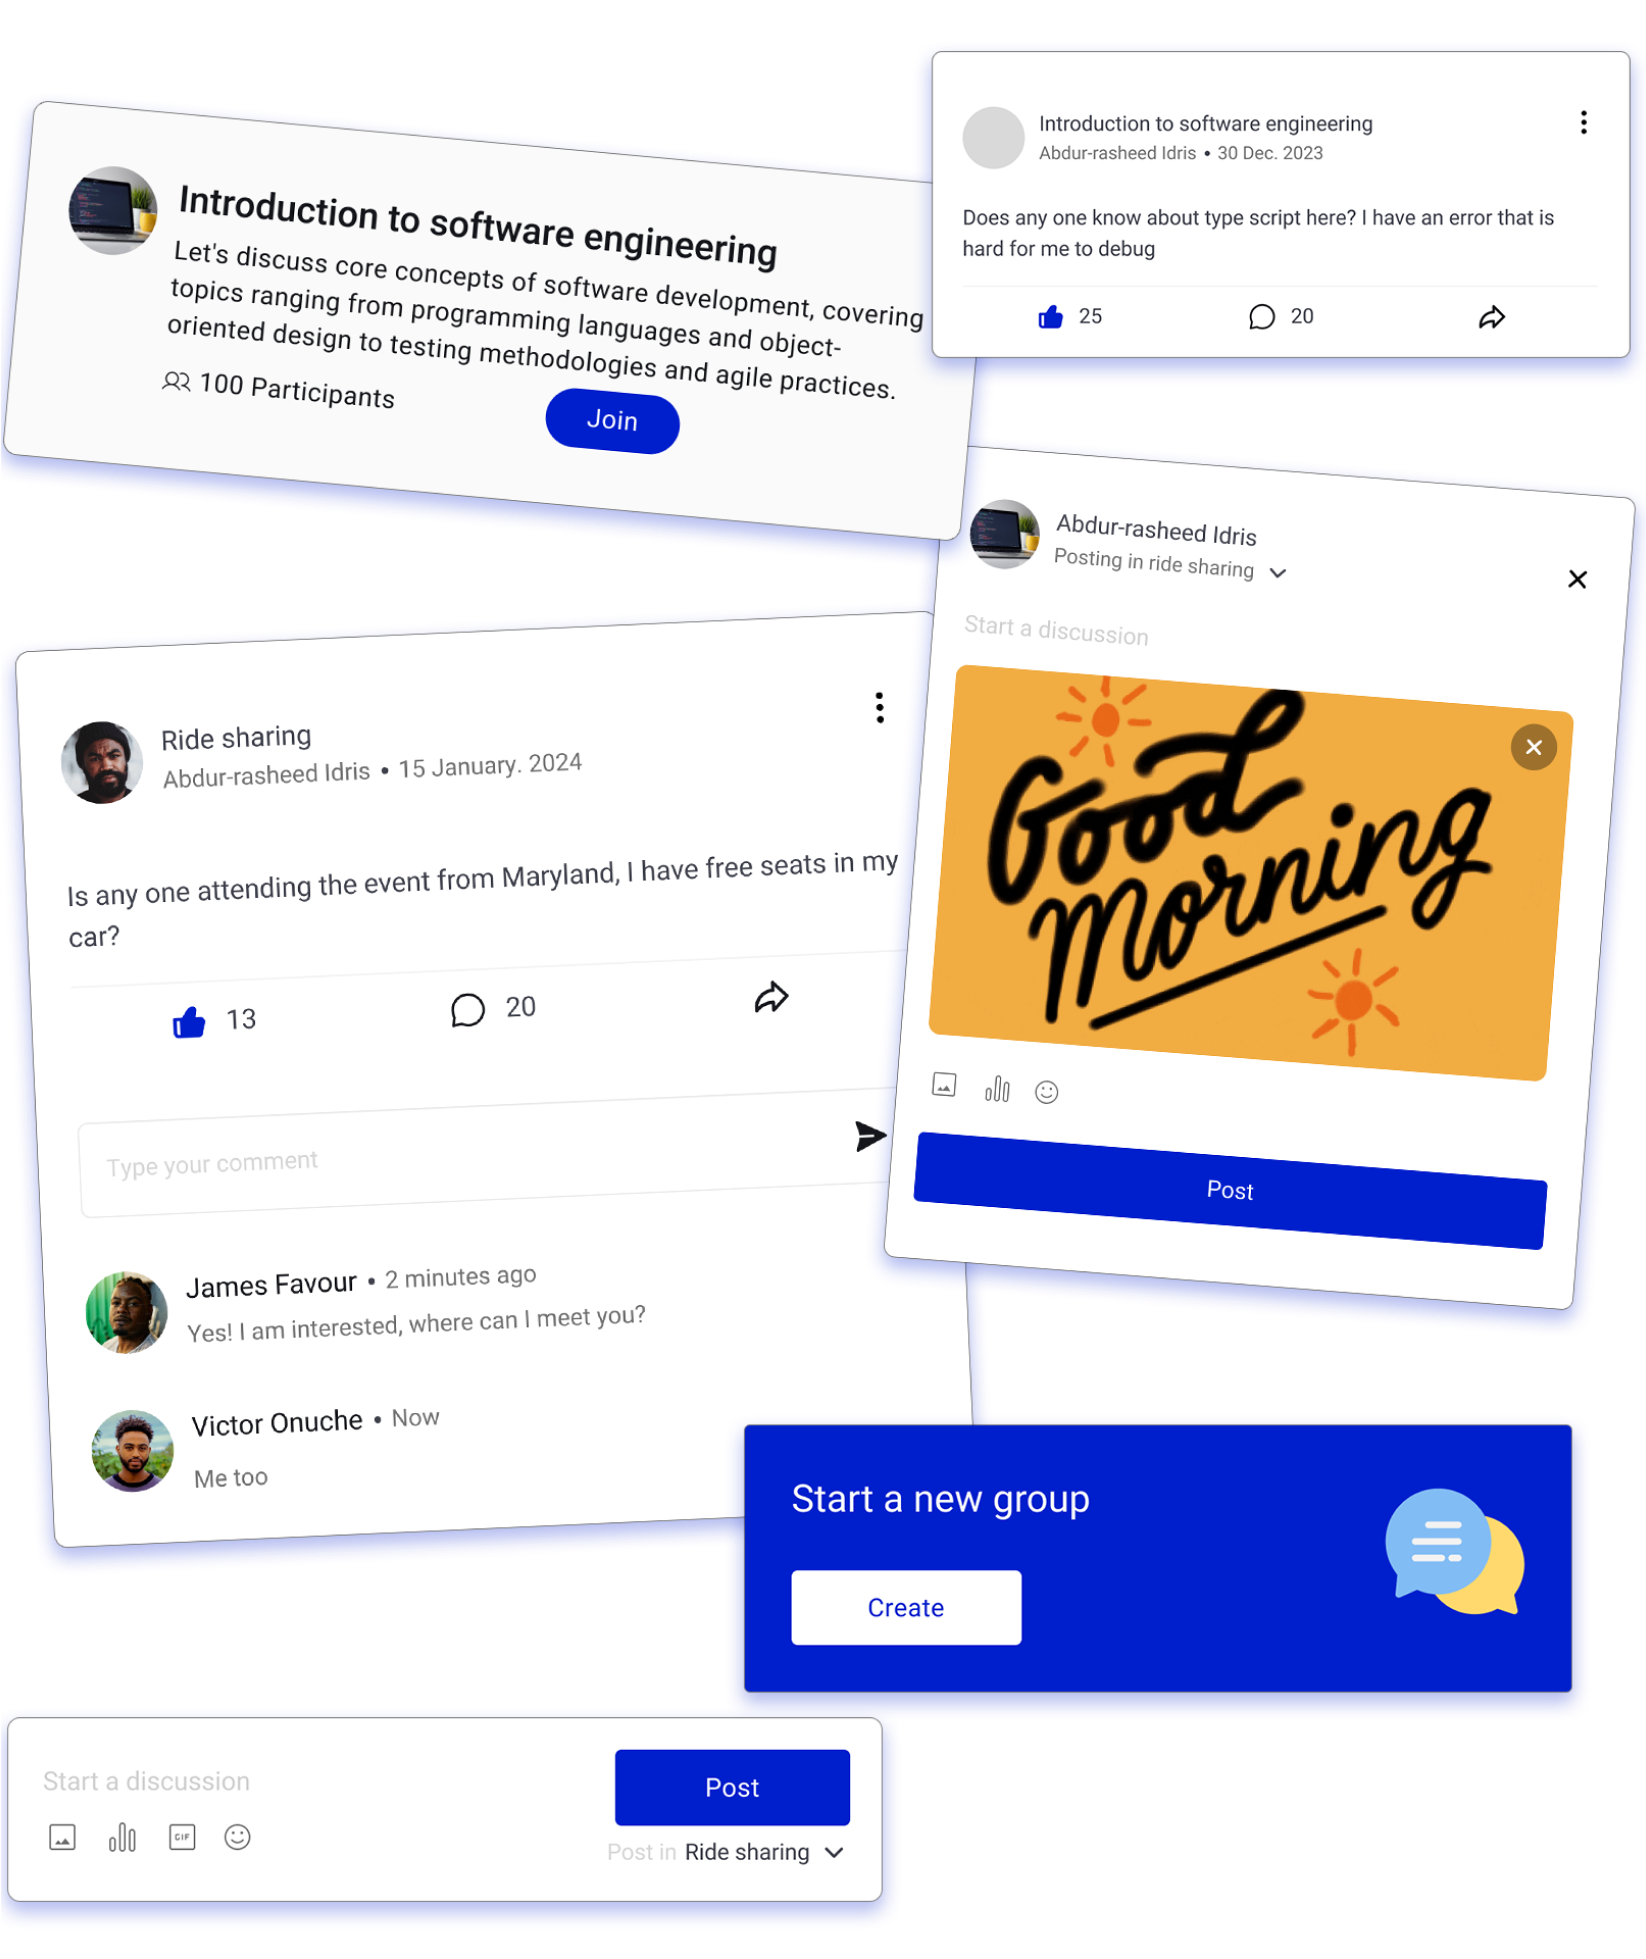 Introduction to software engineering
Let's discuss core concepts of software development, covering
topics ranging from programming languages and object-
oriented design to testing methodologies and agile practices.
100 Participants
Join
Introduction to software engineering
Abdur-rasheed Idris • 30 Dec. 2023
Does any one know about type script here? I have an error that is
hard for me to debug
25
20
Abdur-rasheed Idris
Posting in ride sharing
Start a discussion
Good
Morning
Post
Ride sharing
Abdur-rasheed Idris • 15 January. 2024
Is any one attending the event from Maryland, I have free seats in my
car?
13
20
Type your comment
James Favour • 2 minutes ago
Yes! I am interested, where can I meet you?
Victor Onuche • Now
Me too
Start a new group
Create
Start a discussion
Post
GIF
Post in Ride sharing